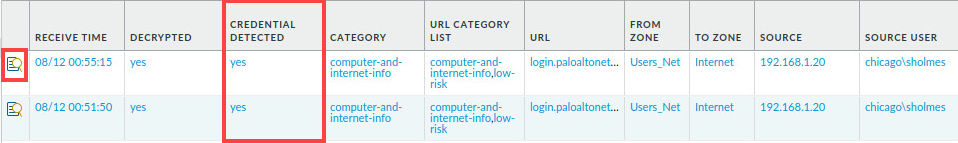 RECEIVE TIME DECRYPTED CREDENTIAL DETECTED CATEGORY URL CATEGORY LIST URL FROM ZONE TO ZONE SOURCE SOURCE USER
08/12 00:55:15 yes yes computer-and-internet-info computer-and-internet-info,low-risk login.paloaltonet... Users_Net Internet 192.168.1.20 chicago\sholmes
08/12 00:51:50 yes yes computer-and-internet-info computer-and-internet-info,low-risk login.paloaltonet... Users_Net Internet 192.168.1.20 chicago\sholmes